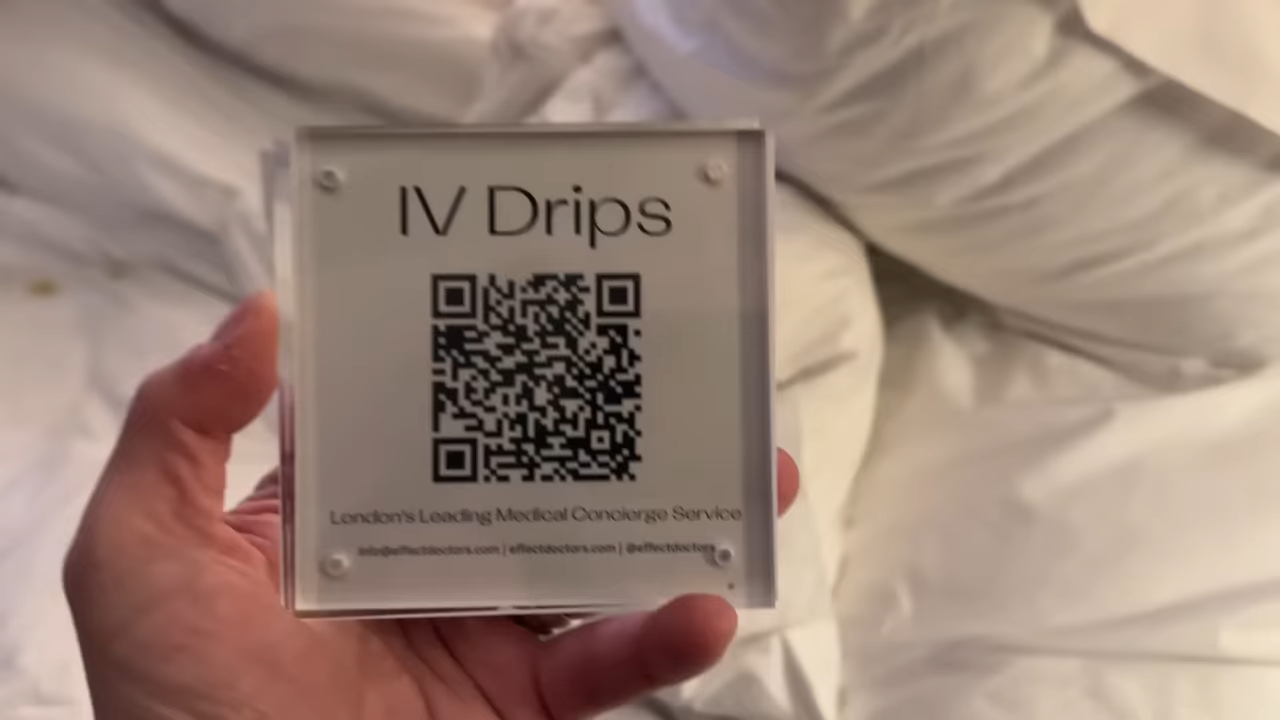 IV Drips
London's Leading Medical Concierge Service
info@effectdoctors.com | effectdoctors.com | @effectdoctors